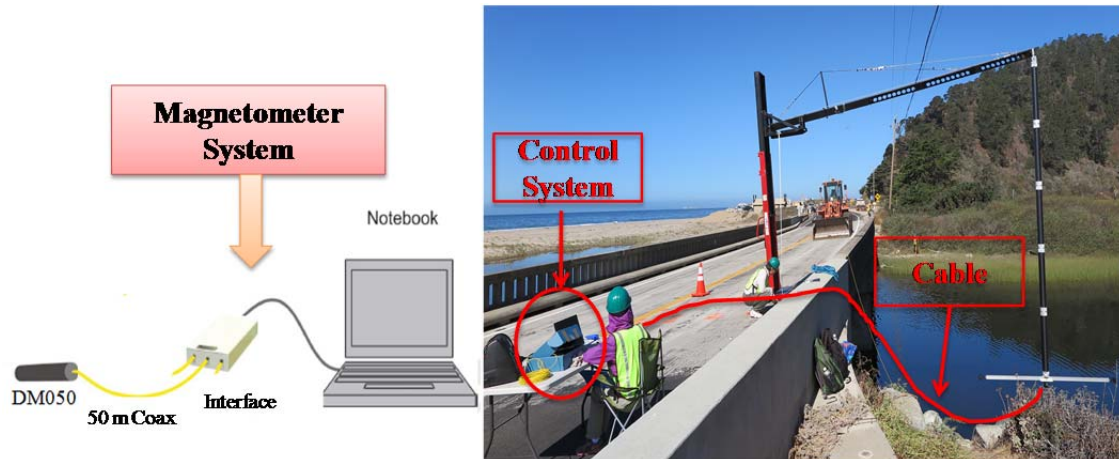 Magnetometer
System
Notebook
DM050
50 m Coax
Interface
Control
System
Cable